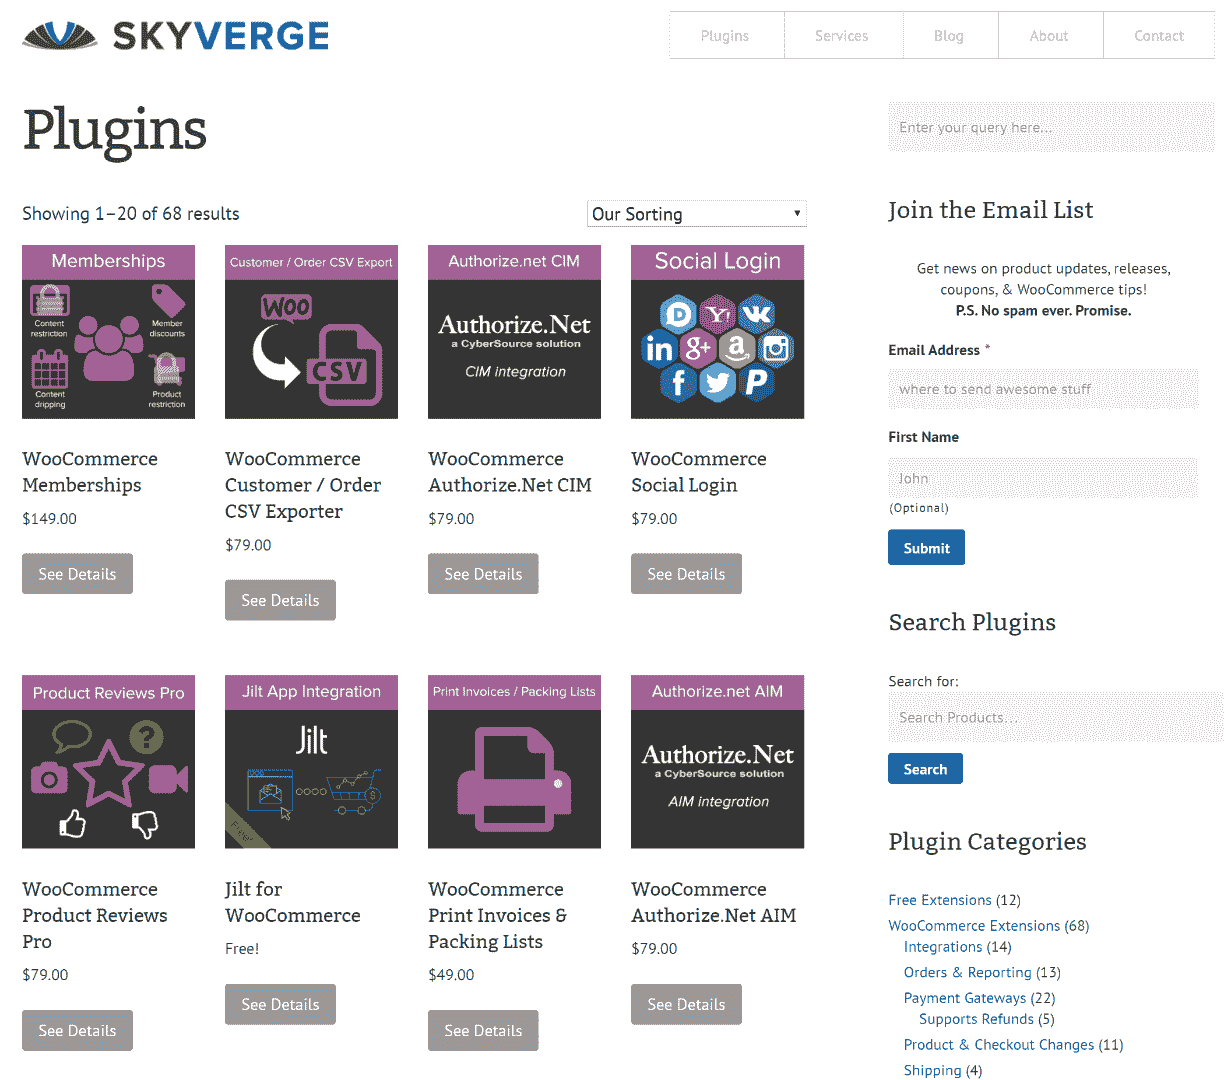 SKYVERGE
Plugins
Services
Blog
About
Contact
Plugins
Showing 1–20 of 68 results
Our Sorting
Memberships
Content
restriction
Member
discounts
Content
dripping
Product
restriction
WooCommerce
Memberships
$149.00
See Details
Customer / Order CSV Export
WOO
CSV
WooCommerce
Customer / Order
CSV Exporter
$79.00
See Details
Authorize.net CIM
Authorize.Net
a CyberSource solution
CIM integration
WooCommerce
Authorize.Net CIM
$79.00
See Details
Social Login
WooCommerce
Social Login
$79.00
See Details
Product Reviews Pro
WooCommerce
Product Reviews
Pro
$79.00
See Details
Jilt App Integration
Jilt
Free!
Jilt for
WooCommerce
Free!
See Details
Print Invoices / Packing Lists
WooCommerce
Print Invoices &
Packing Lists
$49.00
See Details
Authorize.net AIM
Authorize.Net
a CyberSource solution
AIM integration
WooCommerce
Authorize.Net AIM
$79.00
See Details
Enter your query here...
Join the Email List
Get news on product updates, releases,
coupons, & WooCommerce tips!
P.S. No spam ever. Promise.
Email Address *
where to send awesome stuff
First Name
John
(Optional)
Submit
Search Plugins
Search for:
Search Products…
Search
Plugin Categories
Free Extensions (12)
WooCommerce Extensions (68)
Integrations (14)
Orders & Reporting (13)
Payment Gateways (22)
Supports Refunds (5)
Product & Checkout Changes (11)
Shipping (4)